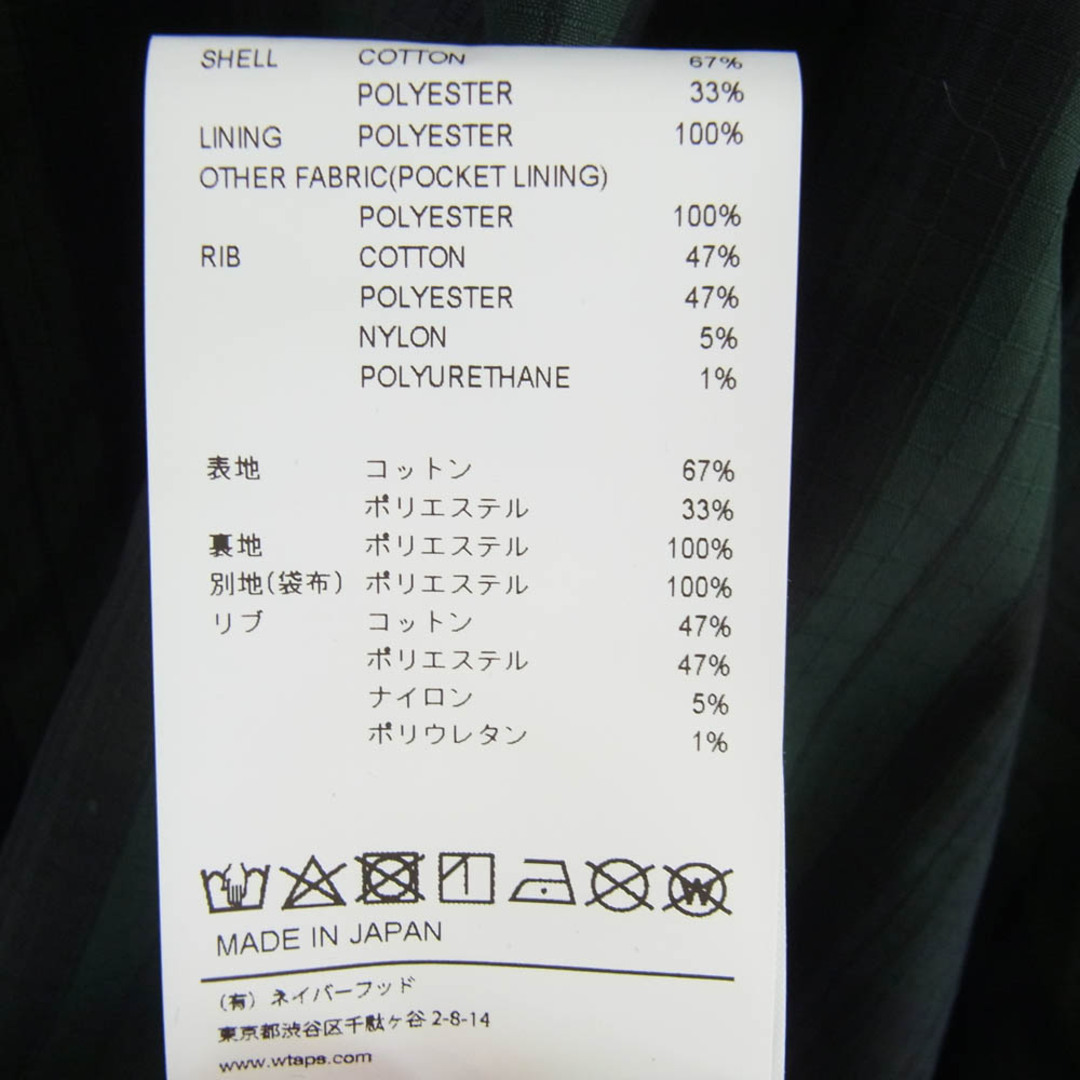 SHELL COTTON 67%
POLYESTER 33%
LINING POLYESTER 100%
OTHER FABRIC(POCKET LINING)
POLYESTER 100%
RIB COTTON 47%
POLYESTER 47%
NYLON 5%
POLYURETHANE 1%
表地 コットン 67%
ポリエステル 33%
裏地 ポリエステル 100%
別地(袋布) ポリエステル 100%
リブ コットン 47%
ポリエステル 47%
ナイロン 5%
ポリウレタン 1%
W
MADE IN JAPAN
(有) ネイバーフッド
東京都渋谷区千駄ヶ谷 2-8-14
www.wtaps.com